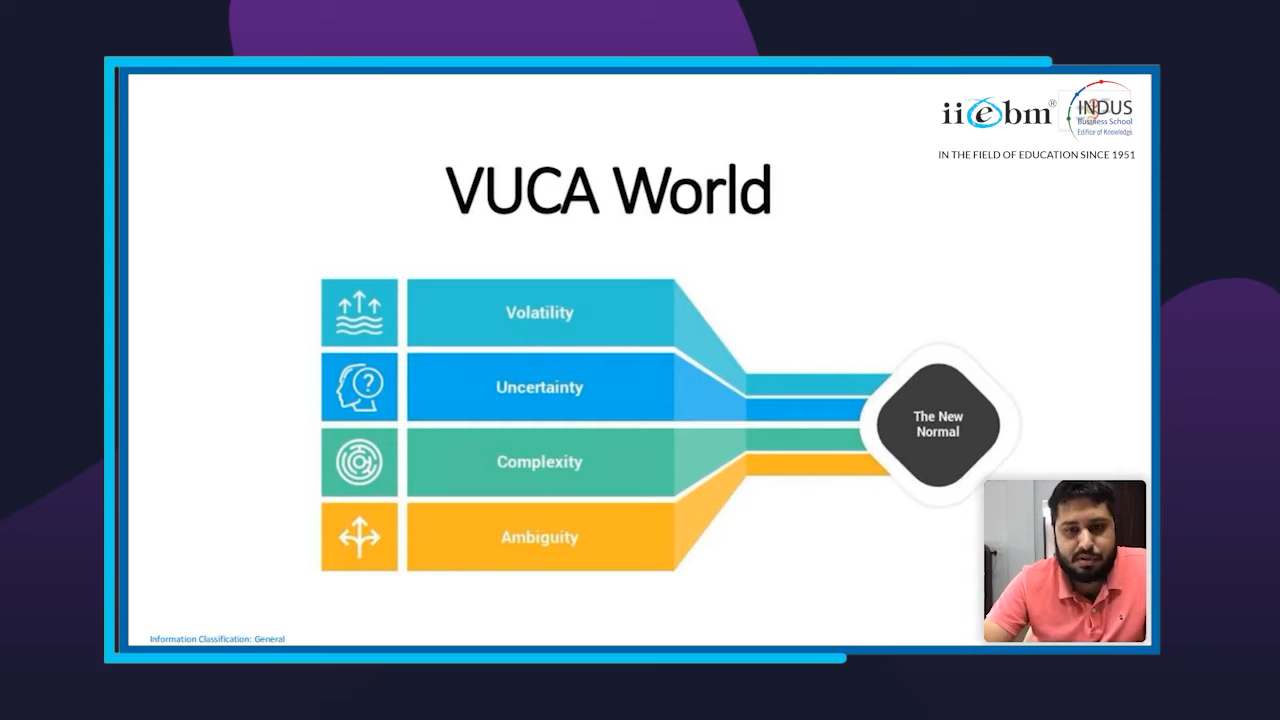 iiebm®
INDUS
Business School
Edifice of Knowledge
IN THE FIELD OF EDUCATION SINCE 1951
VUCA World
Volatility
Uncertainty
Complexity
Ambiguity
The New
Normal
Information Classification: General